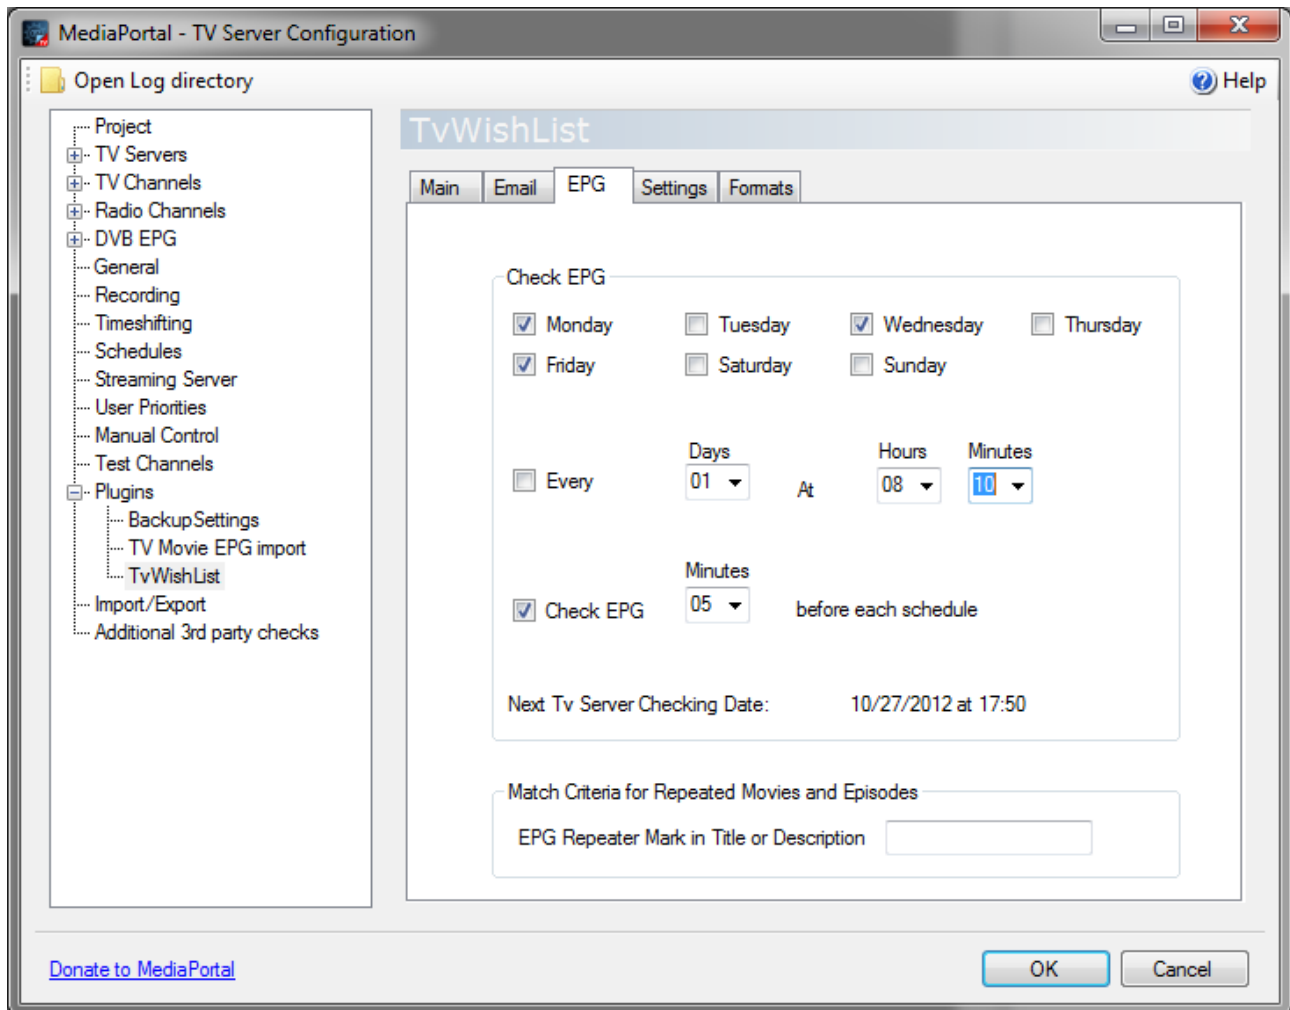 MediaPortal - TV Server Configuration
Open Log directory
Help
Project
TV Servers
TV Channels
Radio Channels
DVB EPG
General
Recording
Timeshifting
Schedules
Streaming Server
User Priorities
Manual Control
Test Channels
Plugins
BackupSettings
TV Movie EPG import
TvWishList
Import/Export
Additional 3rd party checks
TvWishList
Main Email EPG Settings Formats
Check EPG
Monday Tuesday Wednesday Thursday
Friday Saturday Sunday
Days Hours Minutes
Every 01 At 08 10
Minutes
Check EPG 05 before each schedule
Next Tv Server Checking Date: 10/27/2012 at 17:50
Match Criteria for Repeated Movies and Episodes
EPG Repeater Mark in Title or Description
Donate to MediaPortal
OK Cancel